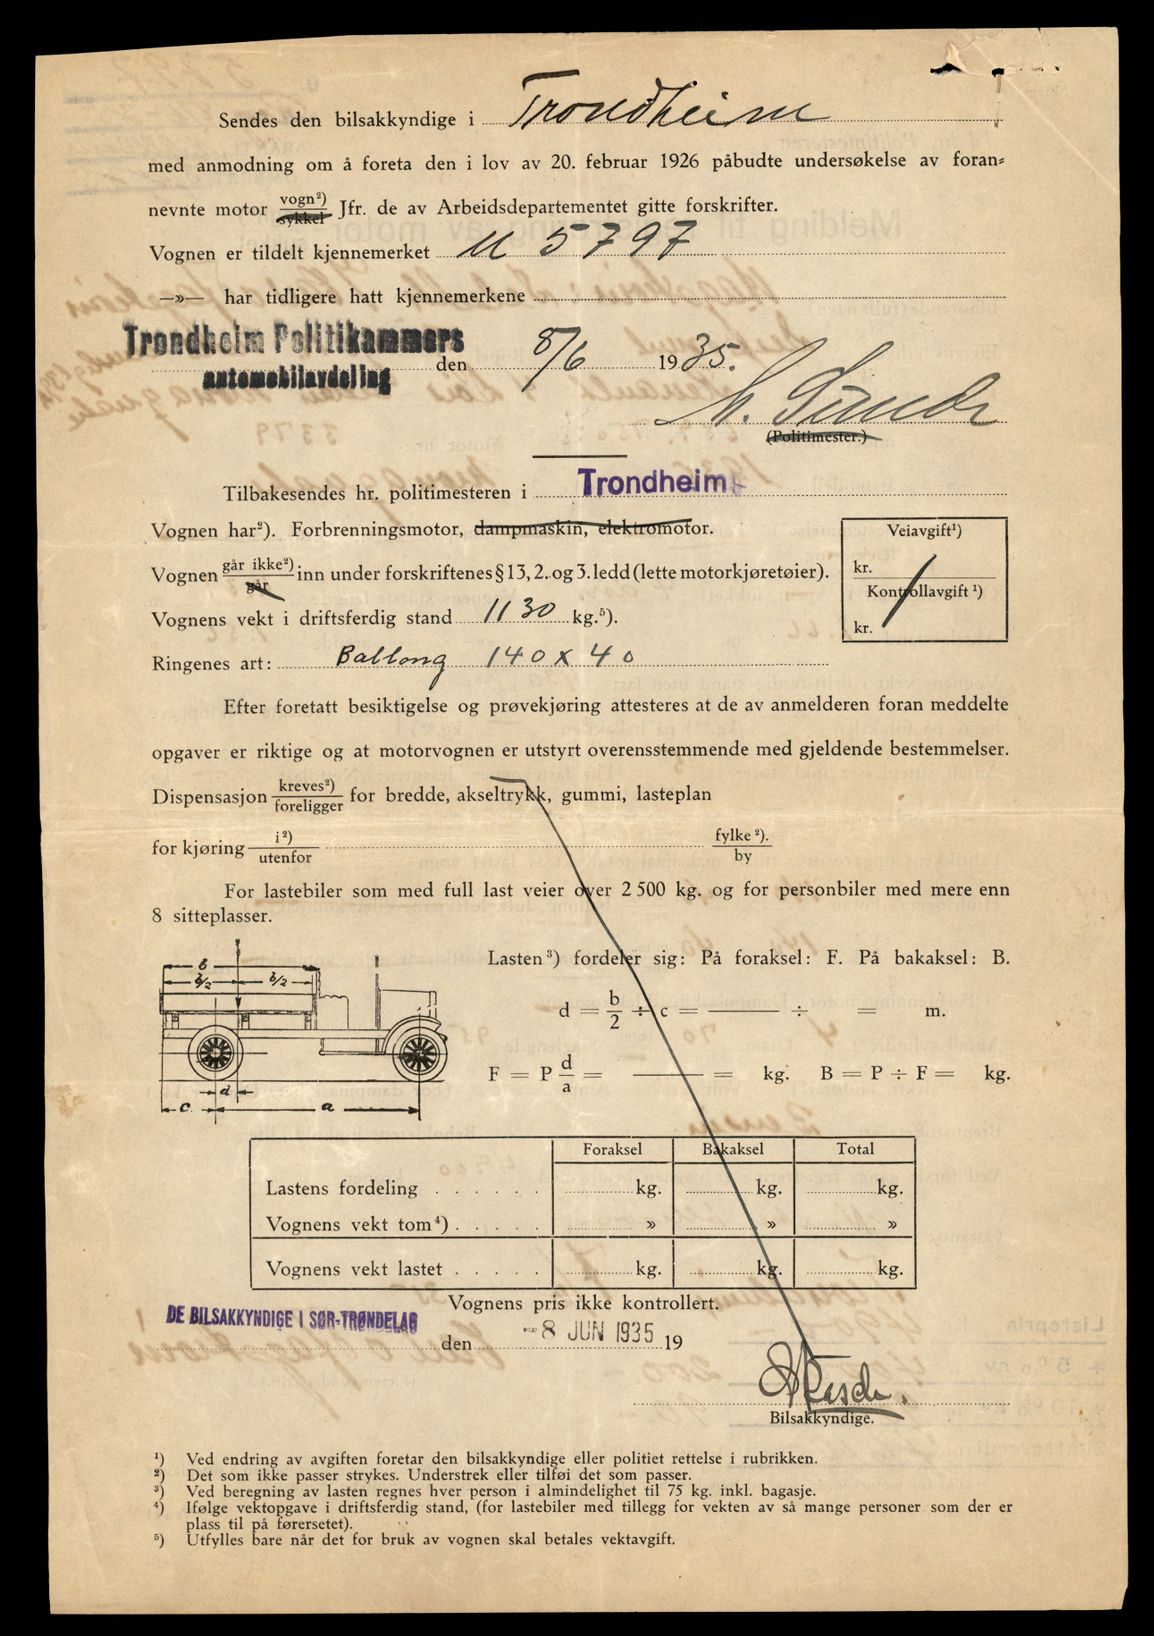 Sendes den bilsakkyndige i Trondheim
med anmodning om å foreta den i lov av 20. februar 1926 påbudte undersøkelse av foran=
nevnte motor vogn²) sykkel Jfr. de av Arbeidsdepartementet gitte forskrifter.
Vognen er tildelt kjennemerket U 5797
—»— har tidligere hatt kjennemerkene
Trondheim Politikammers
automobilavdeling
den 8/6 1935.
(Politimester.)
Tilbakesendes hr. politimesteren i Trondheim
Vognen har²). Forbrenningsmotor, dampmaskin, elektromotor.
Vognen går ikke²) går inn under forskriftenes § 13, 2. og 3. ledd (lette motorkjøretøier).
Veiavgift¹)
kr.
Kontrollavgift ¹)
kr.
Vognens vekt i driftsferdig stand 1130 kg.⁵).
Ringenes art: Ballong 140 x 40
Efter foretatt besiktigelse og prøvekjøring attesteres at de av anmelderen foran meddelte
opgaver er riktige og at motorvognen er utstyrt overensstemmende med gjeldende bestemmelser.
Dispensasjon kreves²) foreligger for bredde, akseltrykk, gummi, lasteplan
for kjøring i²) utenfor fylke²). by
For lastebiler som med full last veier over 2 500 kg. og for personbiler med mere enn
8 sitteplasser.
b
b/2 b/2
d
c a
Lasten³) fordeler sig: På foraksel: F. På bakaksel: B.
d = b/2 ÷ c = ——— ÷ = m.
F = P d/a = ——— = kg. B = P ÷ F = kg.
Foraksel Bakaksel Total
Lastens fordeling . . . . . . kg. kg. kg.
Vognens vekt tom⁴) . . . . . » » »
Vognens vekt lastet . . . . . kg. kg. kg.
Vognens pris ikke kontrollert.
DE BILSAKKYNDIGE I SØR-TRØNDELAG
den -8 JUN 1935 19
Bilsakkyndige.
¹) Ved endring av avgiften foretar den bilsakkyndige eller politiet rettelse i rubrikken.
²) Det som ikke passer strykes. Understrek eller tilføi det som passer.
³) Ved beregning av lasten regnes hver person i almindelighet til 75 kg. inkl. bagasje.
⁴) Ifølge vektopgave i driftsferdig stand, (for lastebiler med tillegg for vekten av så mange personer som der er
plass til på førersetet).
⁵) Utfylles bare når det for bruk av vognen skal betales vektavgift.